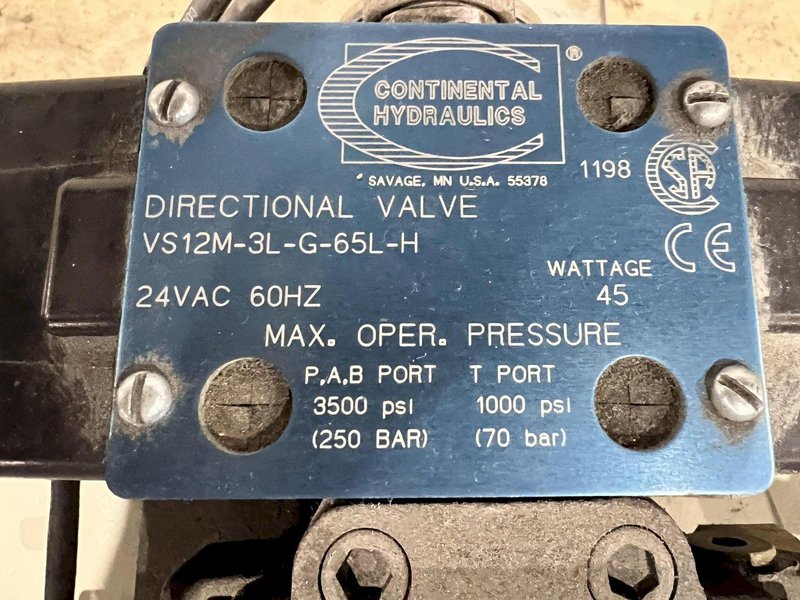 CONTINENTAL
HYDRAULICS
®
SAVAGE, MN U.S.A. 55378
1198
DIRECTIONAL VALVE
VS12M-3L-G-65L-H
CE
WATTAGE
24VAC 60HZ 45
MAX. OPER. PRESSURE
P,A,B PORT T PORT
3500 psi 1000 psi
(250 BAR) (70 bar)